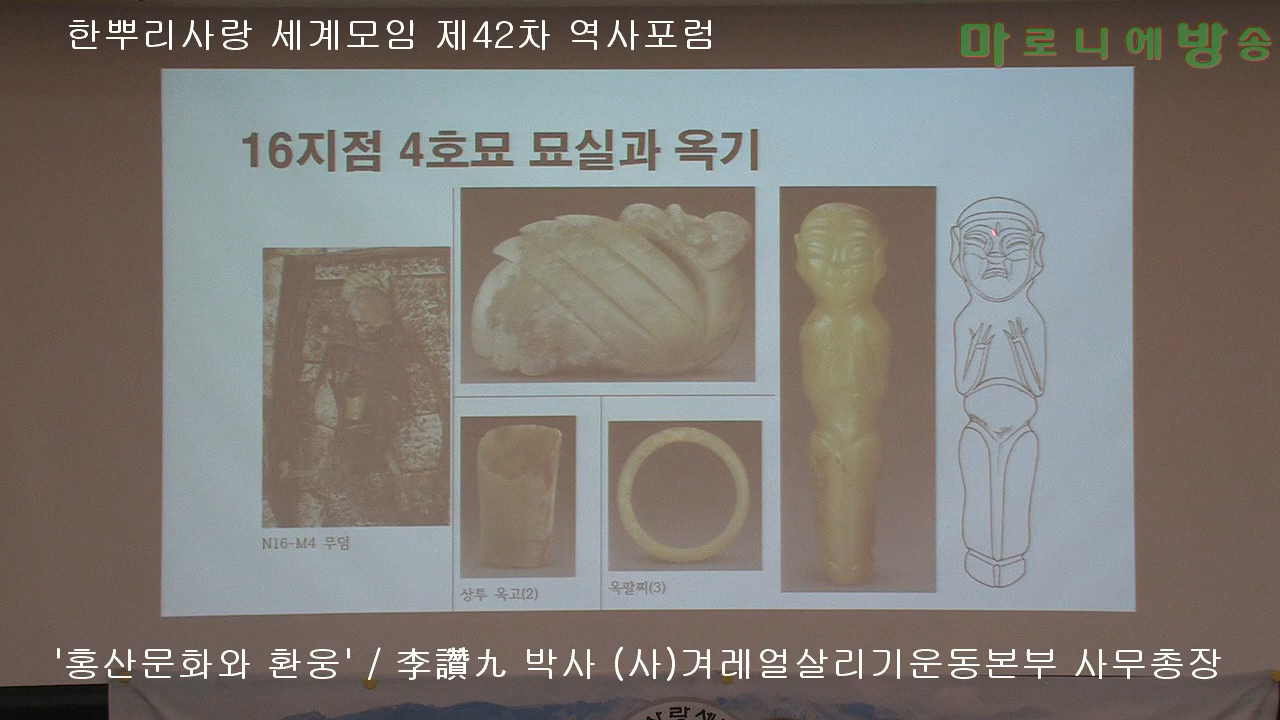 한뿌리사랑 세계모임 제42차 역사포럼
마로니에방송
16지점 4호묘 묘실과 옥기
N16-M4 무덤
상투 옥고(2)
옥팔찌(3)
'홍산문화와 환웅' / 李讚九 박사 (사)겨레얼살리기운동본부 사무총장